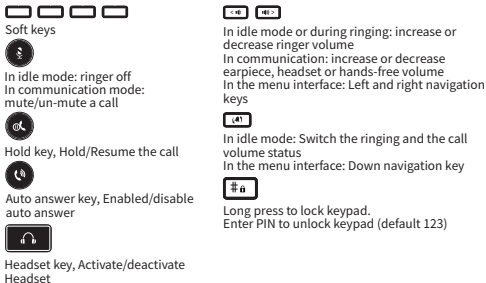 Soft keys
In idle mode: ringer off
In communication mode:
mute/un-mute a call
Hold key, Hold/Resume the call
Auto answer key, Enabled/disable
auto answer
Headset key, Activate/deactivate
Headset
In idle mode or during ringing: increase or
decrease ringer volume
In communication: increase or decrease
earpiece, headset or hands-free volume
In the menu interface: Left and right navigation
keys
In idle mode: Switch the ringing and the call
volume status
In the menu interface: Down navigation key
#
Long press to lock keypad.
Enter PIN to unlock keypad (default 123)